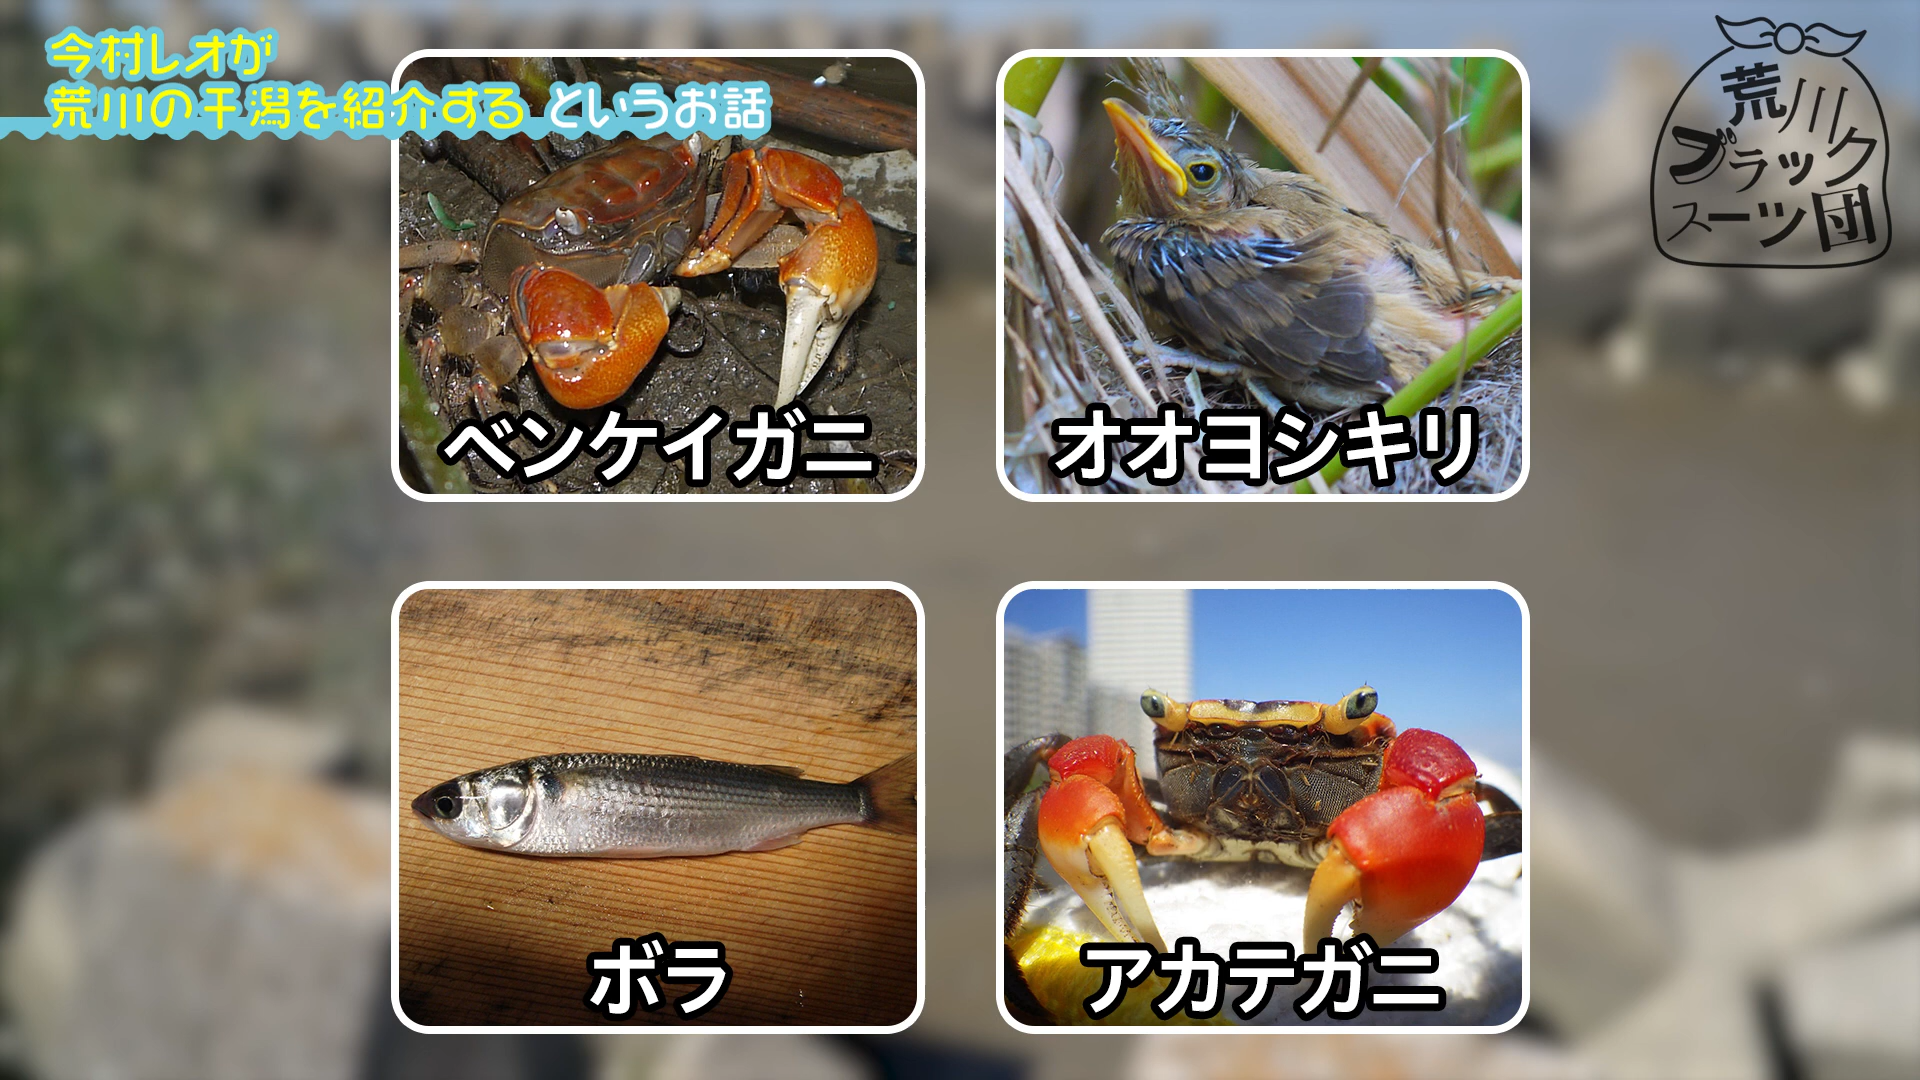 今村レオが
荒川の干潟を紹介する というお話
荒川
ブラック
スーツ団
ベンケイガニ
オオヨシキリ
ボラ
アカテガニ